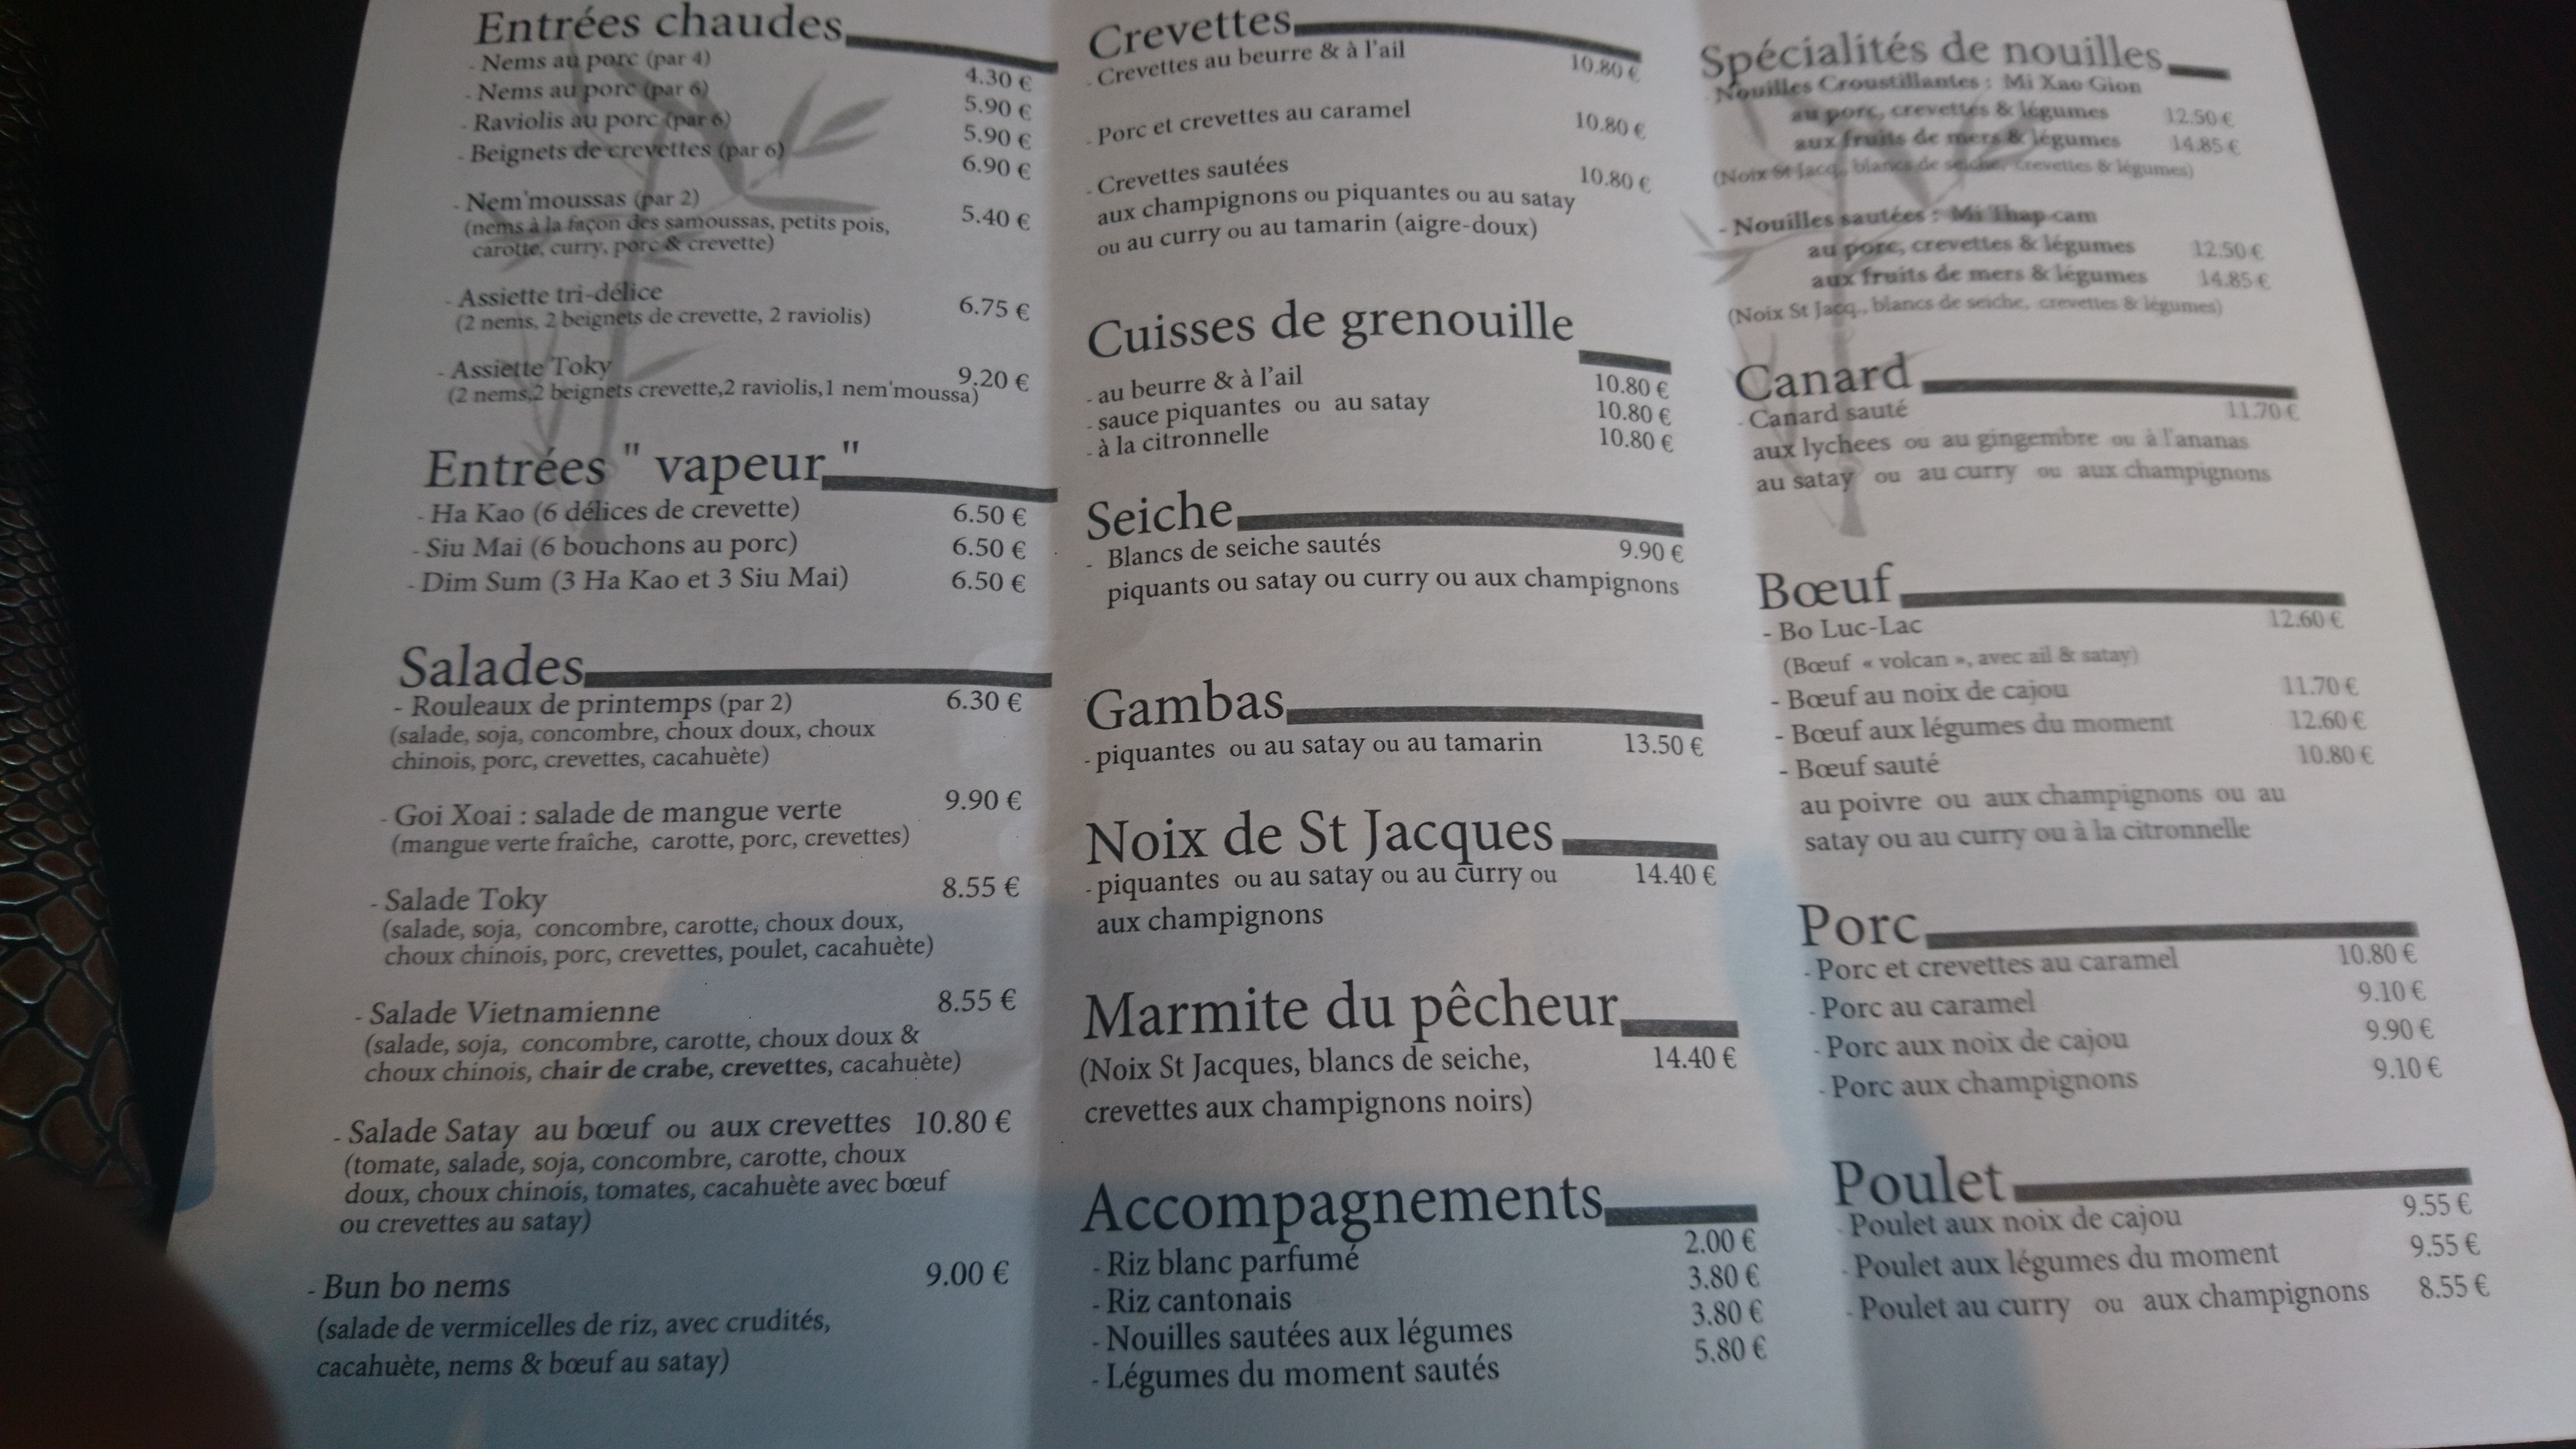 Entrées chaudes
- Nems au porc (par 4) 4.30 €
- Nems au porc (par 6) 5.90 €
- Raviolis au porc (par 6) 5.90 €
- Beignets de crevettes (par 6) 6.90 €
- Nem'moussas (par 2) 5.40 €
(nems à la façon des samoussas, petits pois,
carotte, curry, porc & crevette)
- Assiette tri-délice 6.75 €
(2 nems, 2 beignets de crevette, 2 raviolis)
- Assiette Toky 9.20 €
(2 nems,2 beignets crevette,2 raviolis,1 nem'moussa)
Entrées " vapeur "
- Ha Kao (6 délices de crevette) 6.50 €
- Siu Mai (6 bouchons au porc) 6.50 €
- Dim Sum (3 Ha Kao et 3 Siu Mai) 6.50 €
Salades
- Rouleaux de printemps (par 2) 6.30 €
(salade, soja, concombre, choux doux, choux
chinois, porc, crevettes, cacahuète)
- Goi Xoai : salade de mangue verte 9.90 €
(mangue verte fraîche, carotte, porc, crevettes)
- Salade Toky 8.55 €
(salade, soja, concombre, carotte, choux doux,
choux chinois, porc, crevettes, poulet, cacahuète)
- Salade Vietnamienne 8.55 €
(salade, soja, concombre, carotte, choux doux &
choux chinois, chair de crabe, crevettes, cacahuète)
- Salade Satay au bœuf ou aux crevettes 10.80 €
(tomate, salade, soja, concombre, carotte, choux
doux, choux chinois, tomates, cacahuète avec bœuf
ou crevettes au satay)
- Bun bo nems 9.00 €
(salade de vermicelles de riz, avec crudités,
cacahuète, nems & bœuf au satay)
Crevettes
- Crevettes au beurre & à l'ail 10.80 €
- Porc et crevettes au caramel 10.80 €
- Crevettes sautées 10.80 €
aux champignons ou piquantes ou au satay
ou au curry ou au tamarin (aigre-doux)
Cuisses de grenouille
- au beurre & à l'ail 10.80 €
- sauce piquantes ou au satay 10.80 €
- à la citronnelle 10.80 €
Seiche
- Blancs de seiche sautés 9.90 €
piquants ou satay ou curry ou aux champignons
Gambas
- piquantes ou au satay ou au tamarin 13.50 €
Noix de St Jacques
- piquantes ou au satay ou au curry ou 14.40 €
aux champignons
Marmite du pêcheur
(Noix St Jacques, blancs de seiche, 14.40 €
crevettes aux champignons noirs)
Accompagnements
- Riz blanc parfumé 2.00 €
- Riz cantonais 3.80 €
- Nouilles sautées aux légumes 3.80 €
- Légumes du moment sautés 5.80 €
Spécialités de nouilles
- Nouilles Croustillantes : Mi Xao Gion
au porc, crevettes & légumes 12.50 €
aux fruits de mers & légumes 14.85 €
(Noix St Jacq., blancs de seiche, crevettes & légumes)
- Nouilles sautées : Mi Thap cam
au porc, crevettes & légumes 12.50 €
aux fruits de mers & légumes 14.85 €
(Noix St Jacq., blancs de seiche, crevettes & légumes)
Canard
- Canard sauté 11.70 €
aux lychees ou au gingembre ou à l'ananas
au satay ou au curry ou aux champignons
Bœuf
- Bo Luc-Lac 12.60 €
(Bœuf « volcan », avec ail & satay)
- Bœuf au noix de cajou 11.70 €
- Bœuf aux légumes du moment 12.60 €
- Bœuf sauté 10.80 €
au poivre ou aux champignons ou au
satay ou au curry ou à la citronnelle
Porc
- Porc et crevettes au caramel 10.80 €
- Porc au caramel 9.10 €
- Porc aux noix de cajou 9.90 €
- Porc aux champignons 9.10 €
Poulet
- Poulet aux noix de cajou 9.55 €
- Poulet aux légumes du moment 9.55 €
- Poulet au curry ou aux champignons 8.55 €